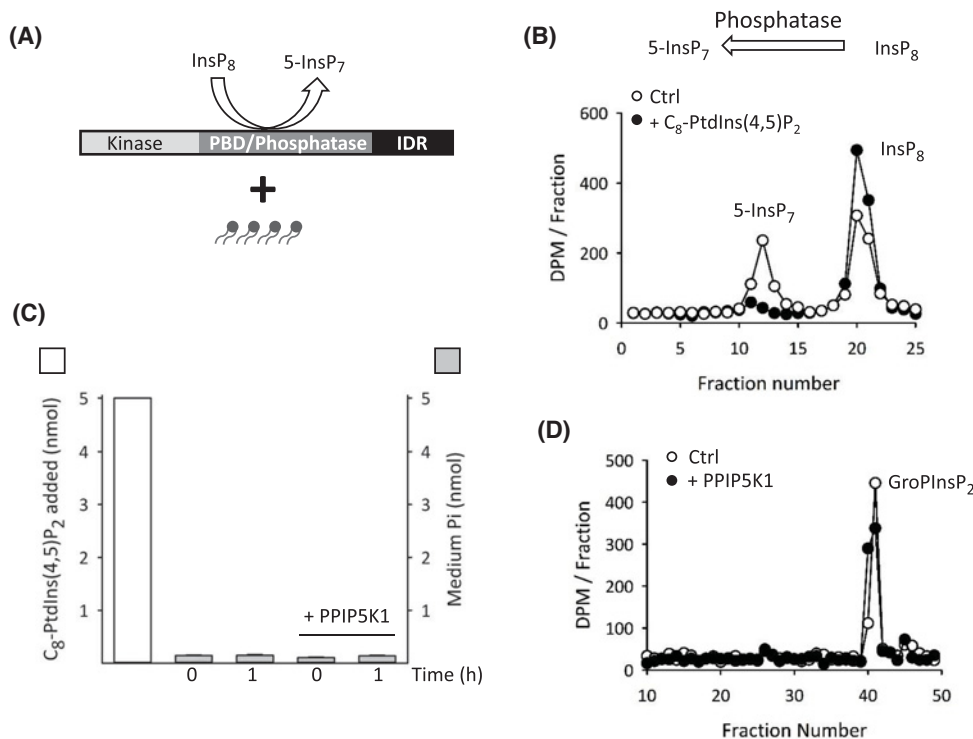 (A)
InsP8
5-InsP7
Kinase
PBD/Phosphatase
IDR
+
(B)
Phosphatase
5-InsP7
InsP8
Ctrl
+ C8-PtdIns(4,5)P2
600
400
200
0
DPM / Fraction
5-InsP7
InsP8
0 5 10 15 20 25
Fraction number
(C)
C8-PtdIns(4,5)P2 added (nmol)
5
4
3
2
1
Medium Pi (nmol)
5
4
3
2
1
+ PPIP5K1
0 1 0 1 Time (h)
(D)
Ctrl
+ PPIP5K1
500
400
300
200
100
0
DPM / Fraction
GroPInsP2
10 20 30 40 50
Fraction Number